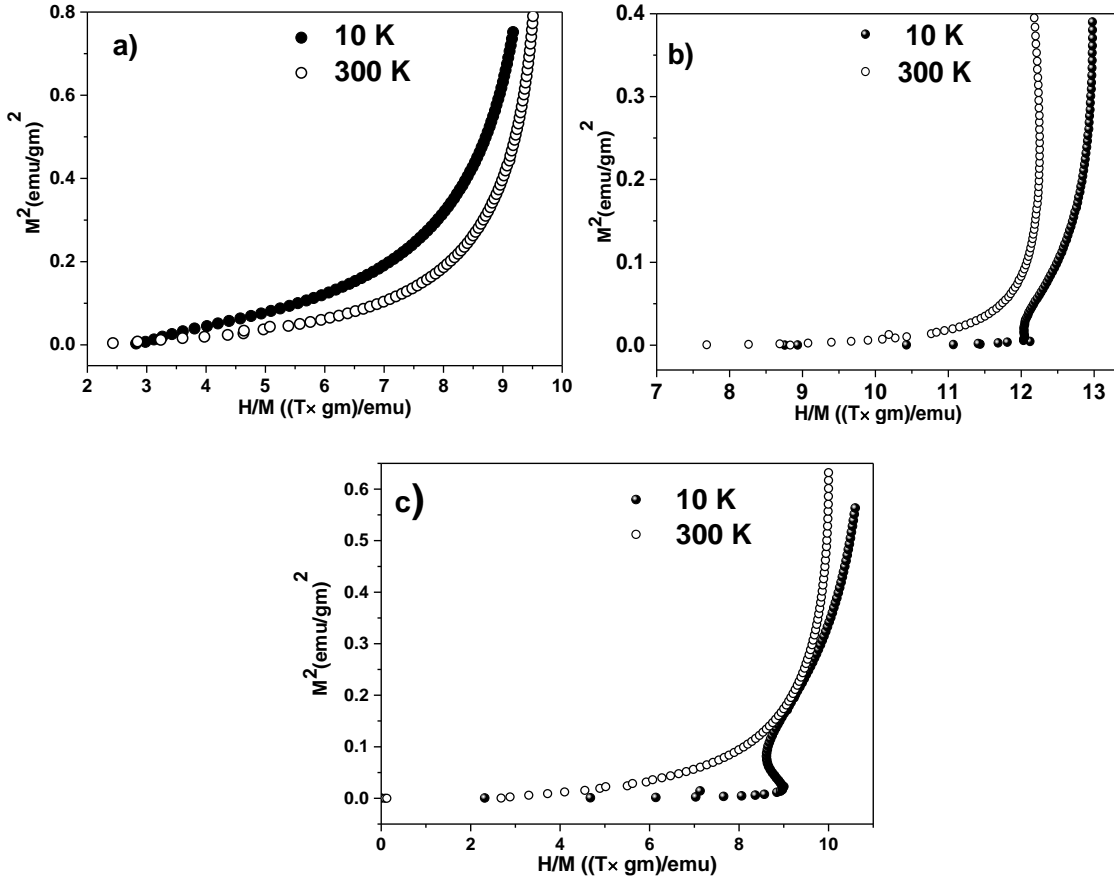 a)
10 K
300 K
M2(emu/gm)2
0.8
0.6
0.4
0.2
0.0
2 3 4 5 6 7 8 9 10
H/M ((T× gm)/emu)
b)
10 K
300 K
M2(emu/gm)2
0.4
0.3
0.2
0.1
0.0
7 8 9 10 11 12 13
H/M ((T× gm)/emu)
c)
10 K
300 K
M2(emu/gm)2
0.6
0.5
0.4
0.3
0.2
0.1
0.0
0 2 4 6 8 10
H/M ((T× gm)/emu)